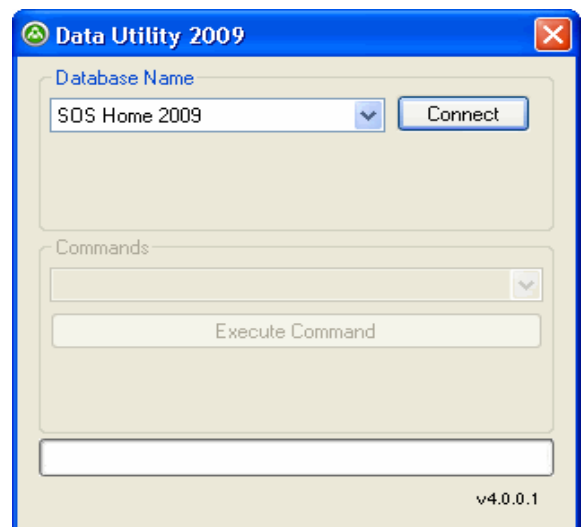 Data Utility 2009
Database Name
SOS Home 2009
Connect
Commands
Execute Command
v4.0.0.1